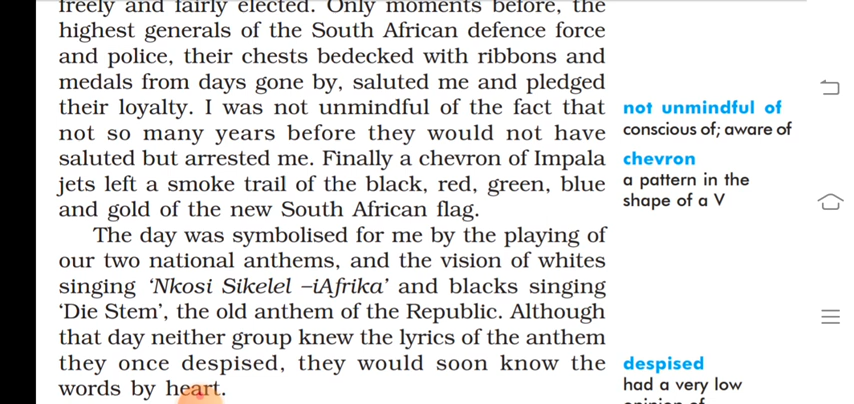 freely and fairly elected. Only moments before, the
highest generals of the South African defence force
and police, their chests bedecked with ribbons and
medals from days gone by, saluted me and pledged
their loyalty. I was not unmindful of the fact that
not so many years before they would not have
saluted but arrested me. Finally a chevron of Impala
jets left a smoke trail of the black, red, green, blue
and gold of the new South African flag.
The day was symbolised for me by the playing of
our two national anthems, and the vision of whites
singing ‘Nkosi Sikelel –iAfrika’ and blacks singing
‘Die Stem’, the old anthem of the Republic. Although
that day neither group knew the lyrics of the anthem
they once despised, they would soon know the
words by heart.
not unmindful of
conscious of; aware of
chevron
a pattern in the
shape of a V
despised
had a very low
opinion of